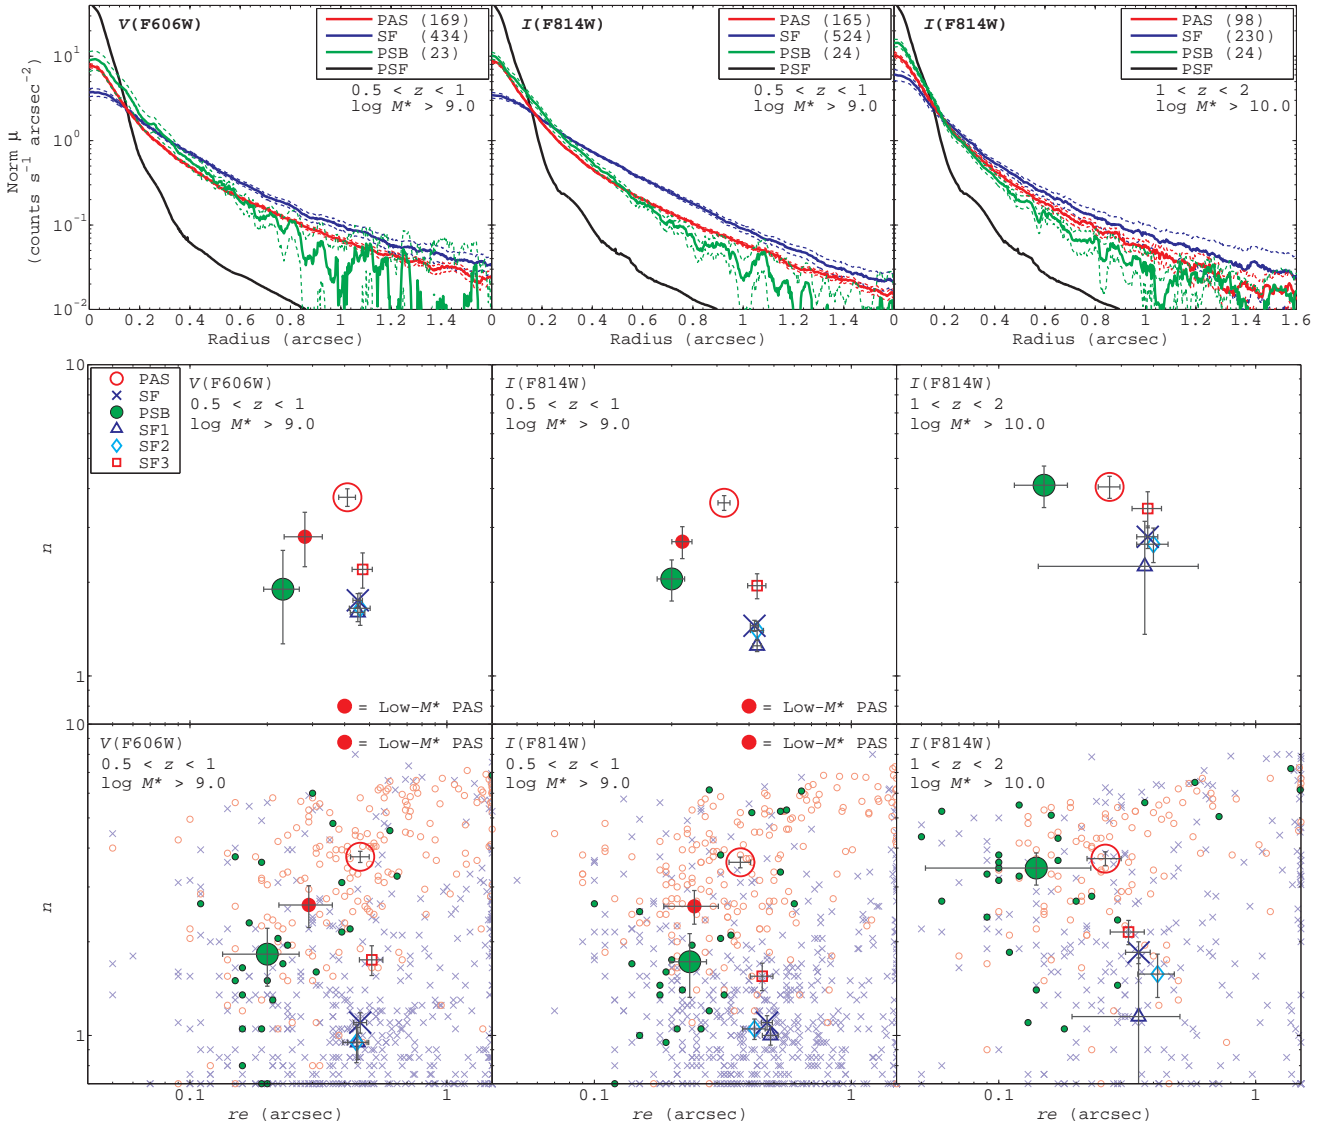 V(F606W)
PAS (169)
SF (434)
PSB (23)
PSF
0.5 < z < 1
log M* > 9.0
I(F814W)
PAS (165)
SF (524)
PSB (24)
PSF
0.5 < z < 1
log M* > 9.0
I(F814W)
PAS (98)
SF (230)
PSB (24)
PSF
1 < z < 2
log M* > 10.0
Norm μ
(counts s⁻¹ arcsec⁻²)
10¹
10⁰
10⁻¹
10⁻²
0 0.2 0.4 0.6 0.8 1 1.2 1.4
0 0.2 0.4 0.6 0.8 1 1.2 1.4
0 0.2 0.4 0.6 0.8 1 1.2 1.4 1.6
Radius (arcsec)
Radius (arcsec)
Radius (arcsec)
10
PAS
SF
PSB
SF1
SF2
SF3
V(F606W)
0.5 < z < 1
log M* > 9.0
I(F814W)
0.5 < z < 1
log M* > 9.0
I(F814W)
1 < z < 2
log M* > 10.0
n
1
= Low-M* PAS
= Low-M* PAS
10
V(F606W)
0.5 < z < 1
log M* > 9.0
= Low-M* PAS
I(F814W)
0.5 < z < 1
log M* > 9.0
= Low-M* PAS
I(F814W)
1 < z < 2
log M* > 10.0
n
1
0.1 1
0.1 1
0.1 1
re (arcsec)
re (arcsec)
re (arcsec)